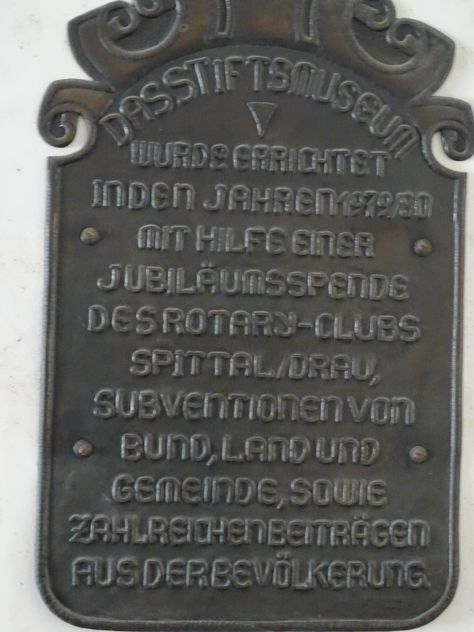 DAS STIFTSMUSEUM
WURDE ERRICHTET
IN DEN JAHREN 1979/80
MIT HILFE EINER
JUBILÄUMSSPENDE
DES ROTARY-CLUBS
SPITTAL/DRAU,
SUBVENTIONEN VON
BUND, LAND UND
GEMEINDE, SOWIE
ZAHLREICHEN BEITRÄGEN
AUS DER BEVÖLKERUNG.